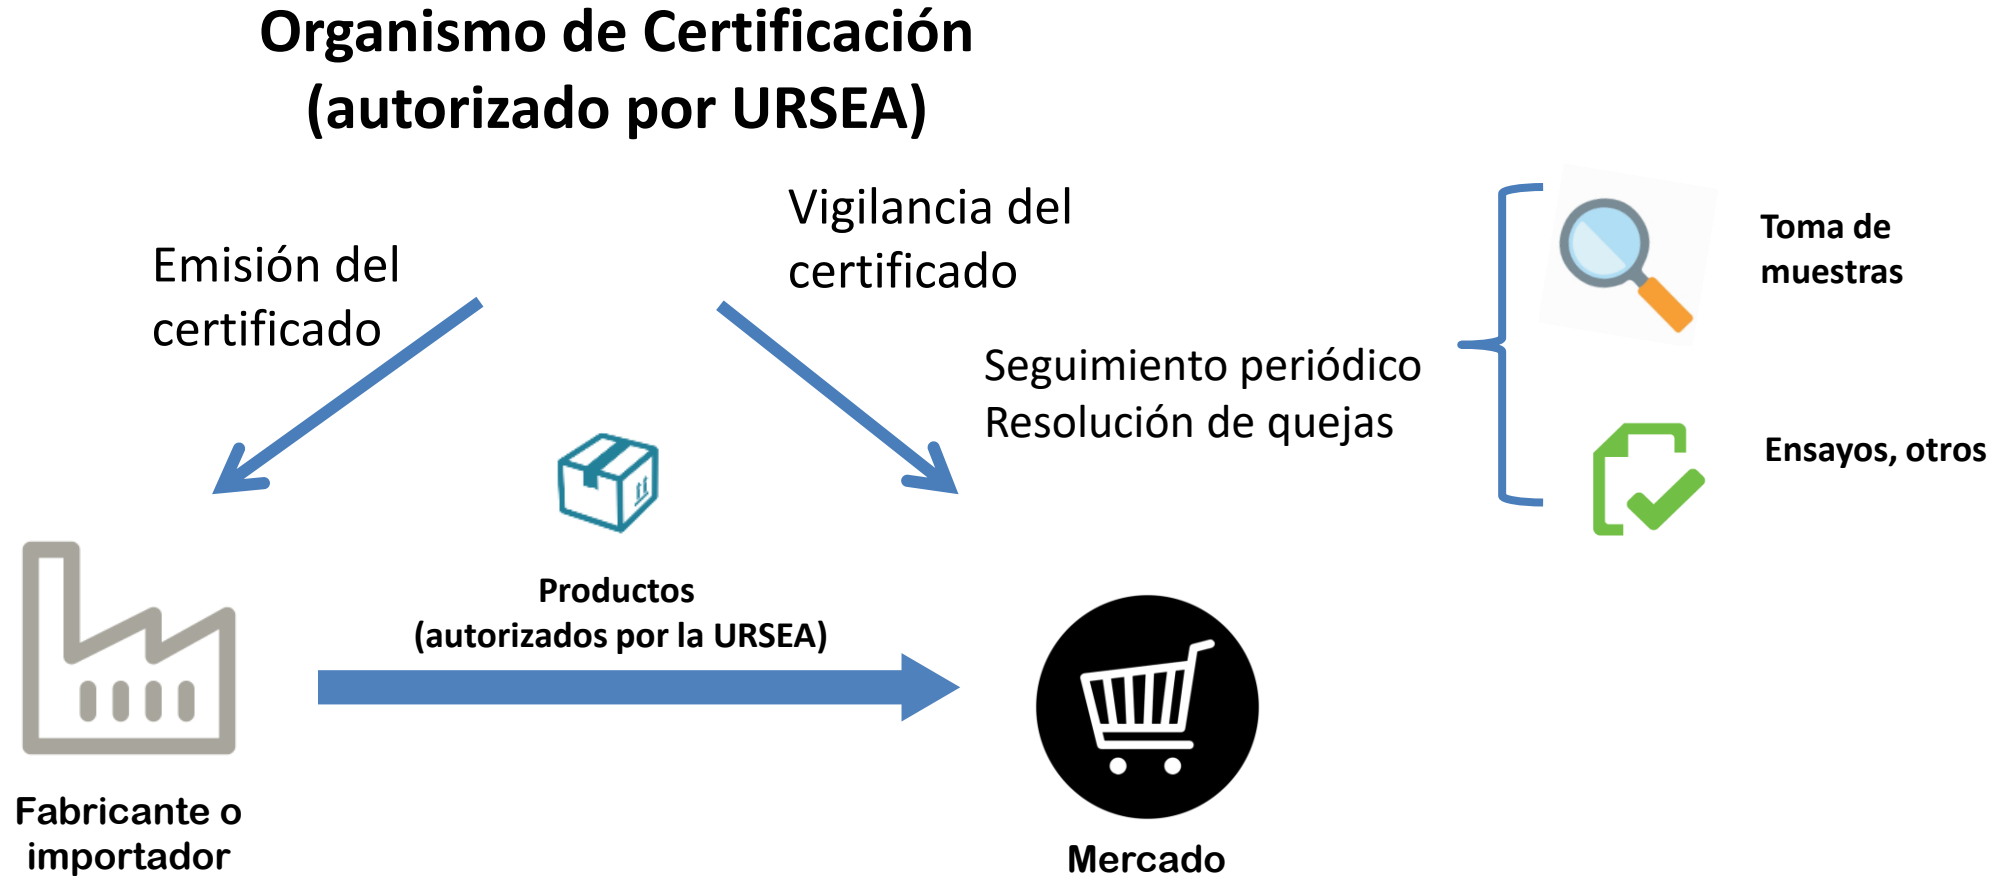 Organismo de Certificación
(autorizado por URSEA)
Emisión del
certificado
Vigilancia del
certificado
Seguimiento periódico
Resolución de quejas
Toma de
muestras
Ensayos, otros
Productos
(autorizados por la URSEA)
Fabricante o
importador
Mercado